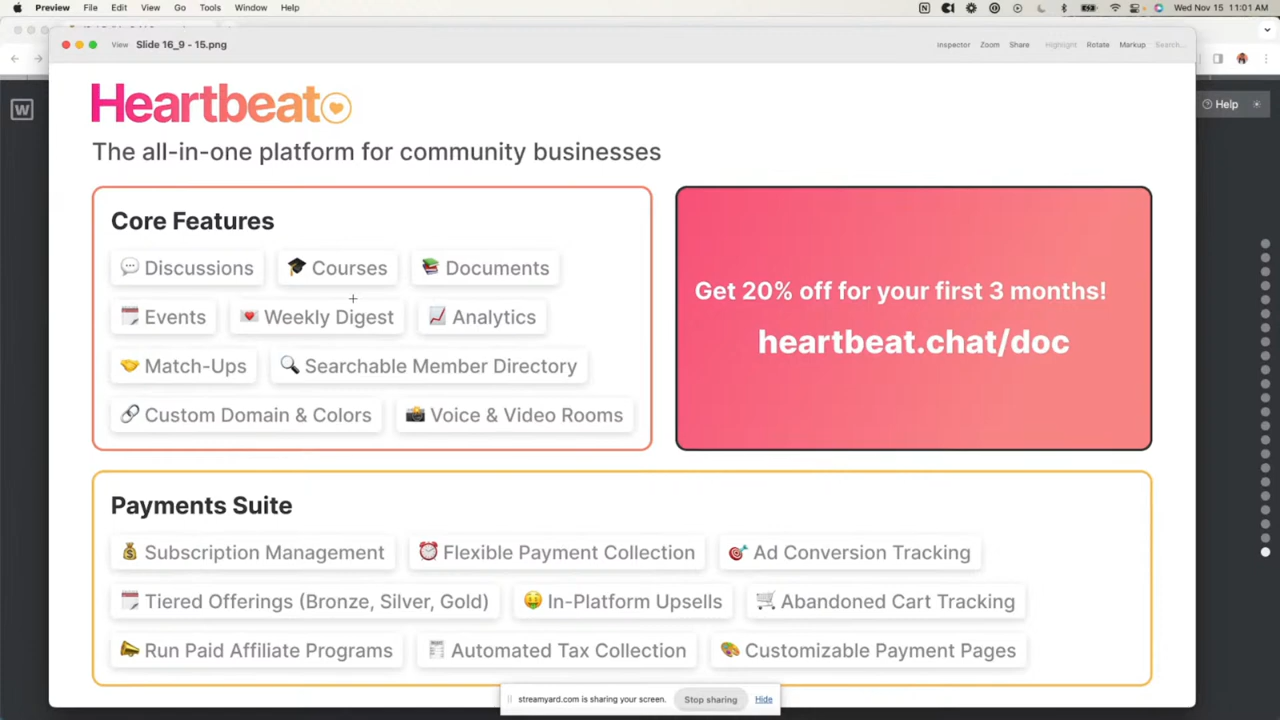 Preview File Edit View Go Tools Window Help Wed Nov 15 11:01 AM
View Slide 16_9 - 15.png Inspector Zoom Share Highlight Rotate Markup Search...
W
Help
Heartbeat
The all-in-one platform for community businesses
Core Features
Discussions Courses Documents
Events Weekly Digest Analytics
Match-Ups Searchable Member Directory
Custom Domain & Colors Voice & Video Rooms
Get 20% off for your first 3 months!
heartbeat.chat/doc
Payments Suite
Subscription Management Flexible Payment Collection Ad Conversion Tracking
Tiered Offerings (Bronze, Silver, Gold) In-Platform Upsells Abandoned Cart Tracking
Run Paid Affiliate Programs Automated Tax Collection Customizable Payment Pages
streamyard.com is sharing your screen. Stop sharing Hide